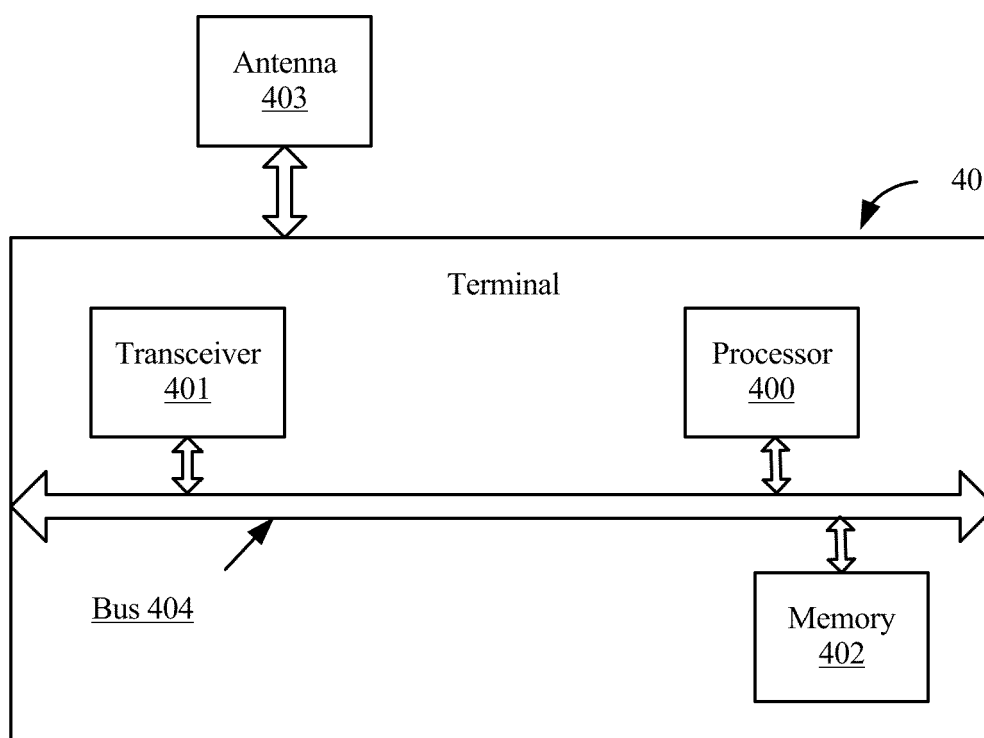 Antenna
403
40
Terminal
Transceiver
401
Processor
400
Bus 404
Memory
402